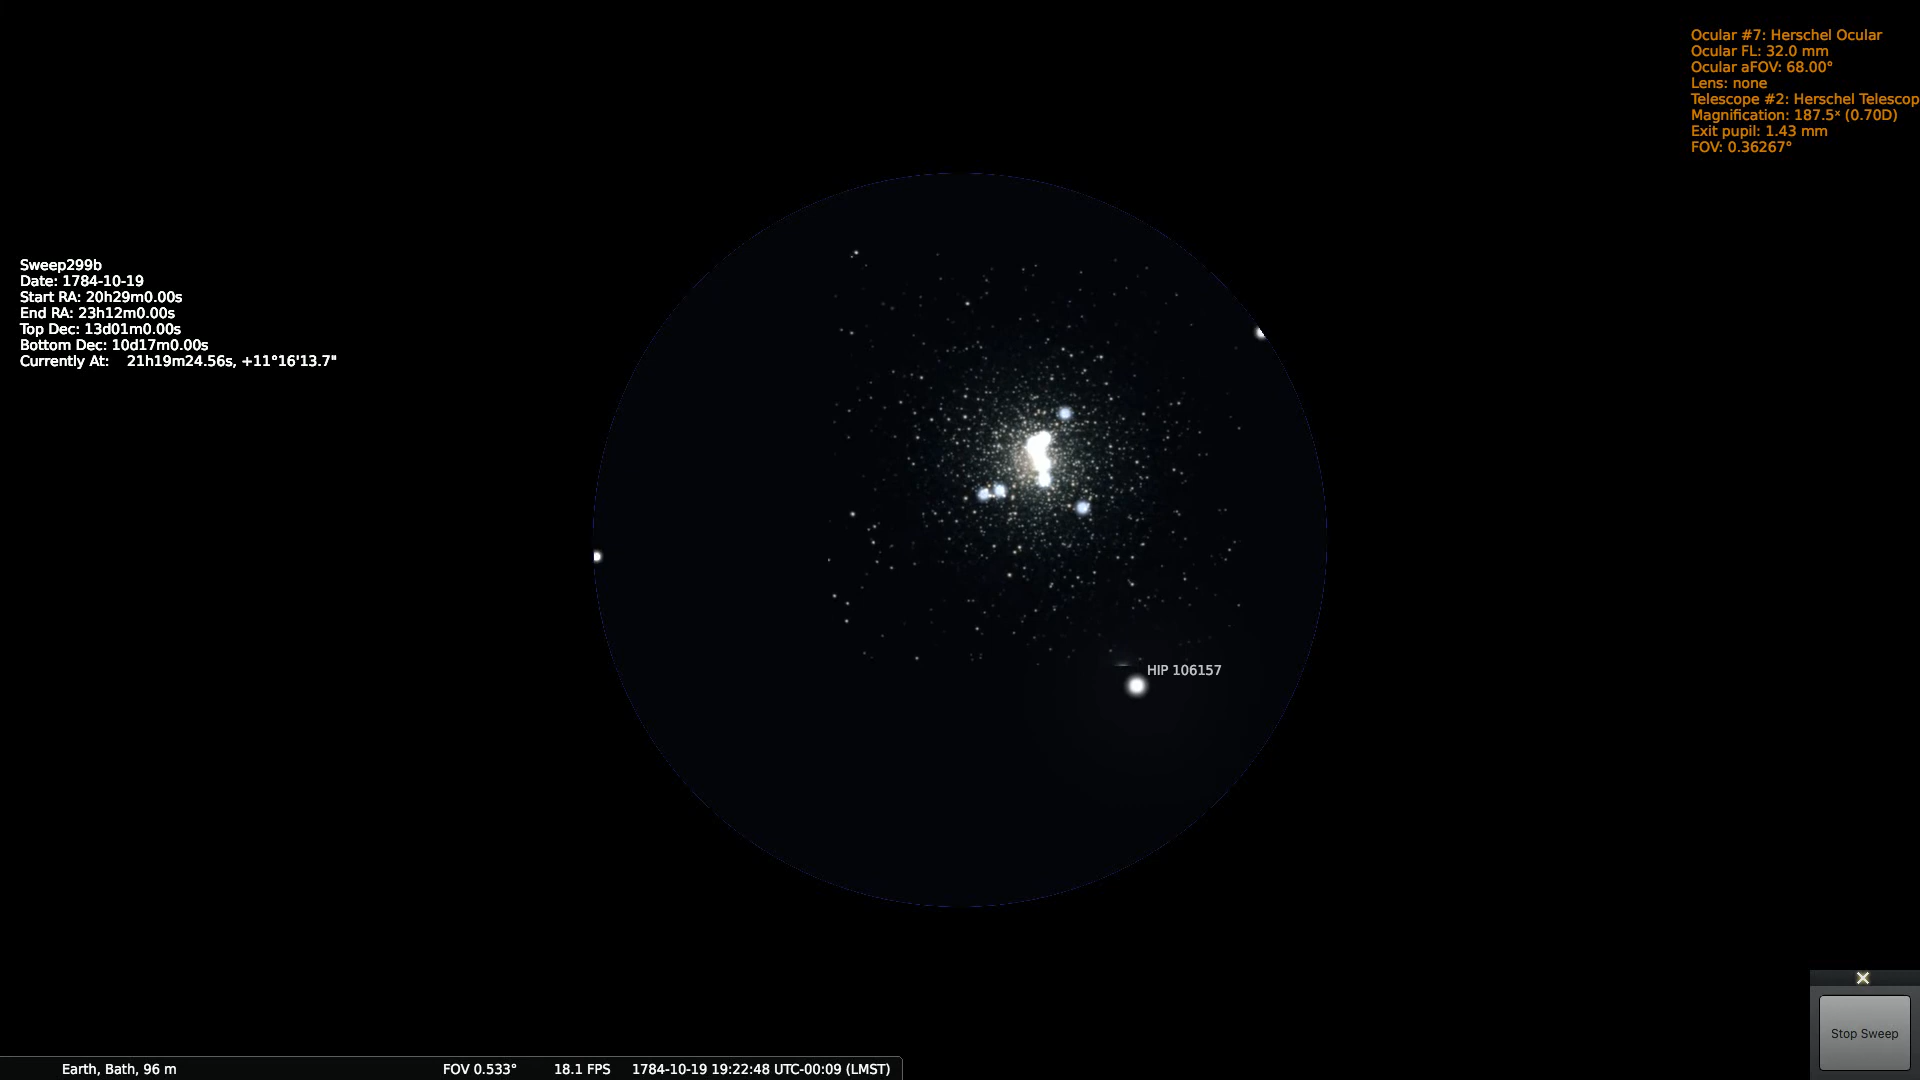 Ocular #7: Herschel Ocular
Ocular FL: 32.0 mm
Ocular aFOV: 68.00°
Lens: none
Telescope #2: Herschel Telescop
Magnification: 187.5ˣ (0.70D)
Exit pupil: 1.43 mm
FOV: 0.36267°
Sweep299b
Date: 1784-10-19
Start RA: 20h29m0.00s
End RA: 23h12m0.00s
Top Dec: 13d01m0.00s
Bottom Dec: 10d17m0.00s
Currently At: 21h19m24.56s, +11°16'13.7"
HIP 106157
Stop Sweep
Earth, Bath, 96 m FOV 0.533° 18.1 FPS 1784-10-19 19:22:48 UTC-00:09 (LMST)